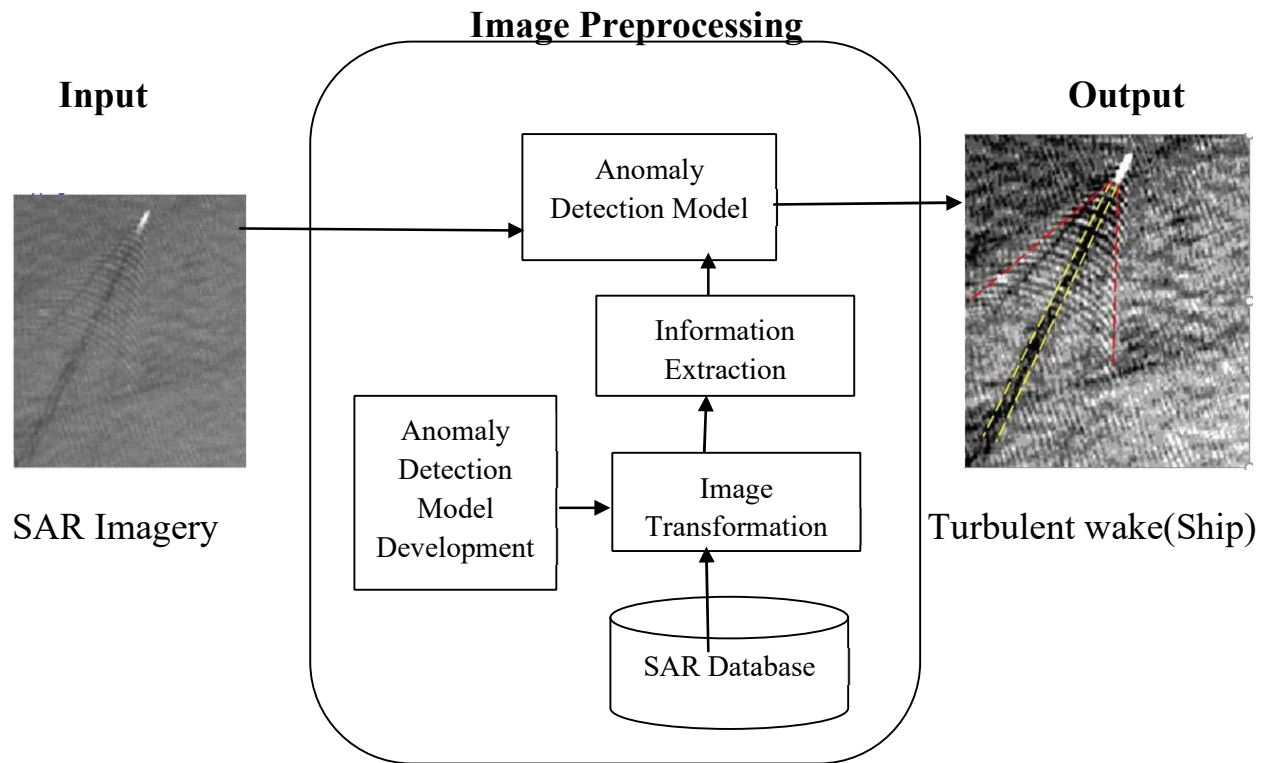 Image Preprocessing
Input
Output
Anomaly
Detection Model
Information
Extraction
Anomaly
Detection
Model
Development
Image
Transformation
SAR Database
SAR Imagery
Turbulent wake(Ship)